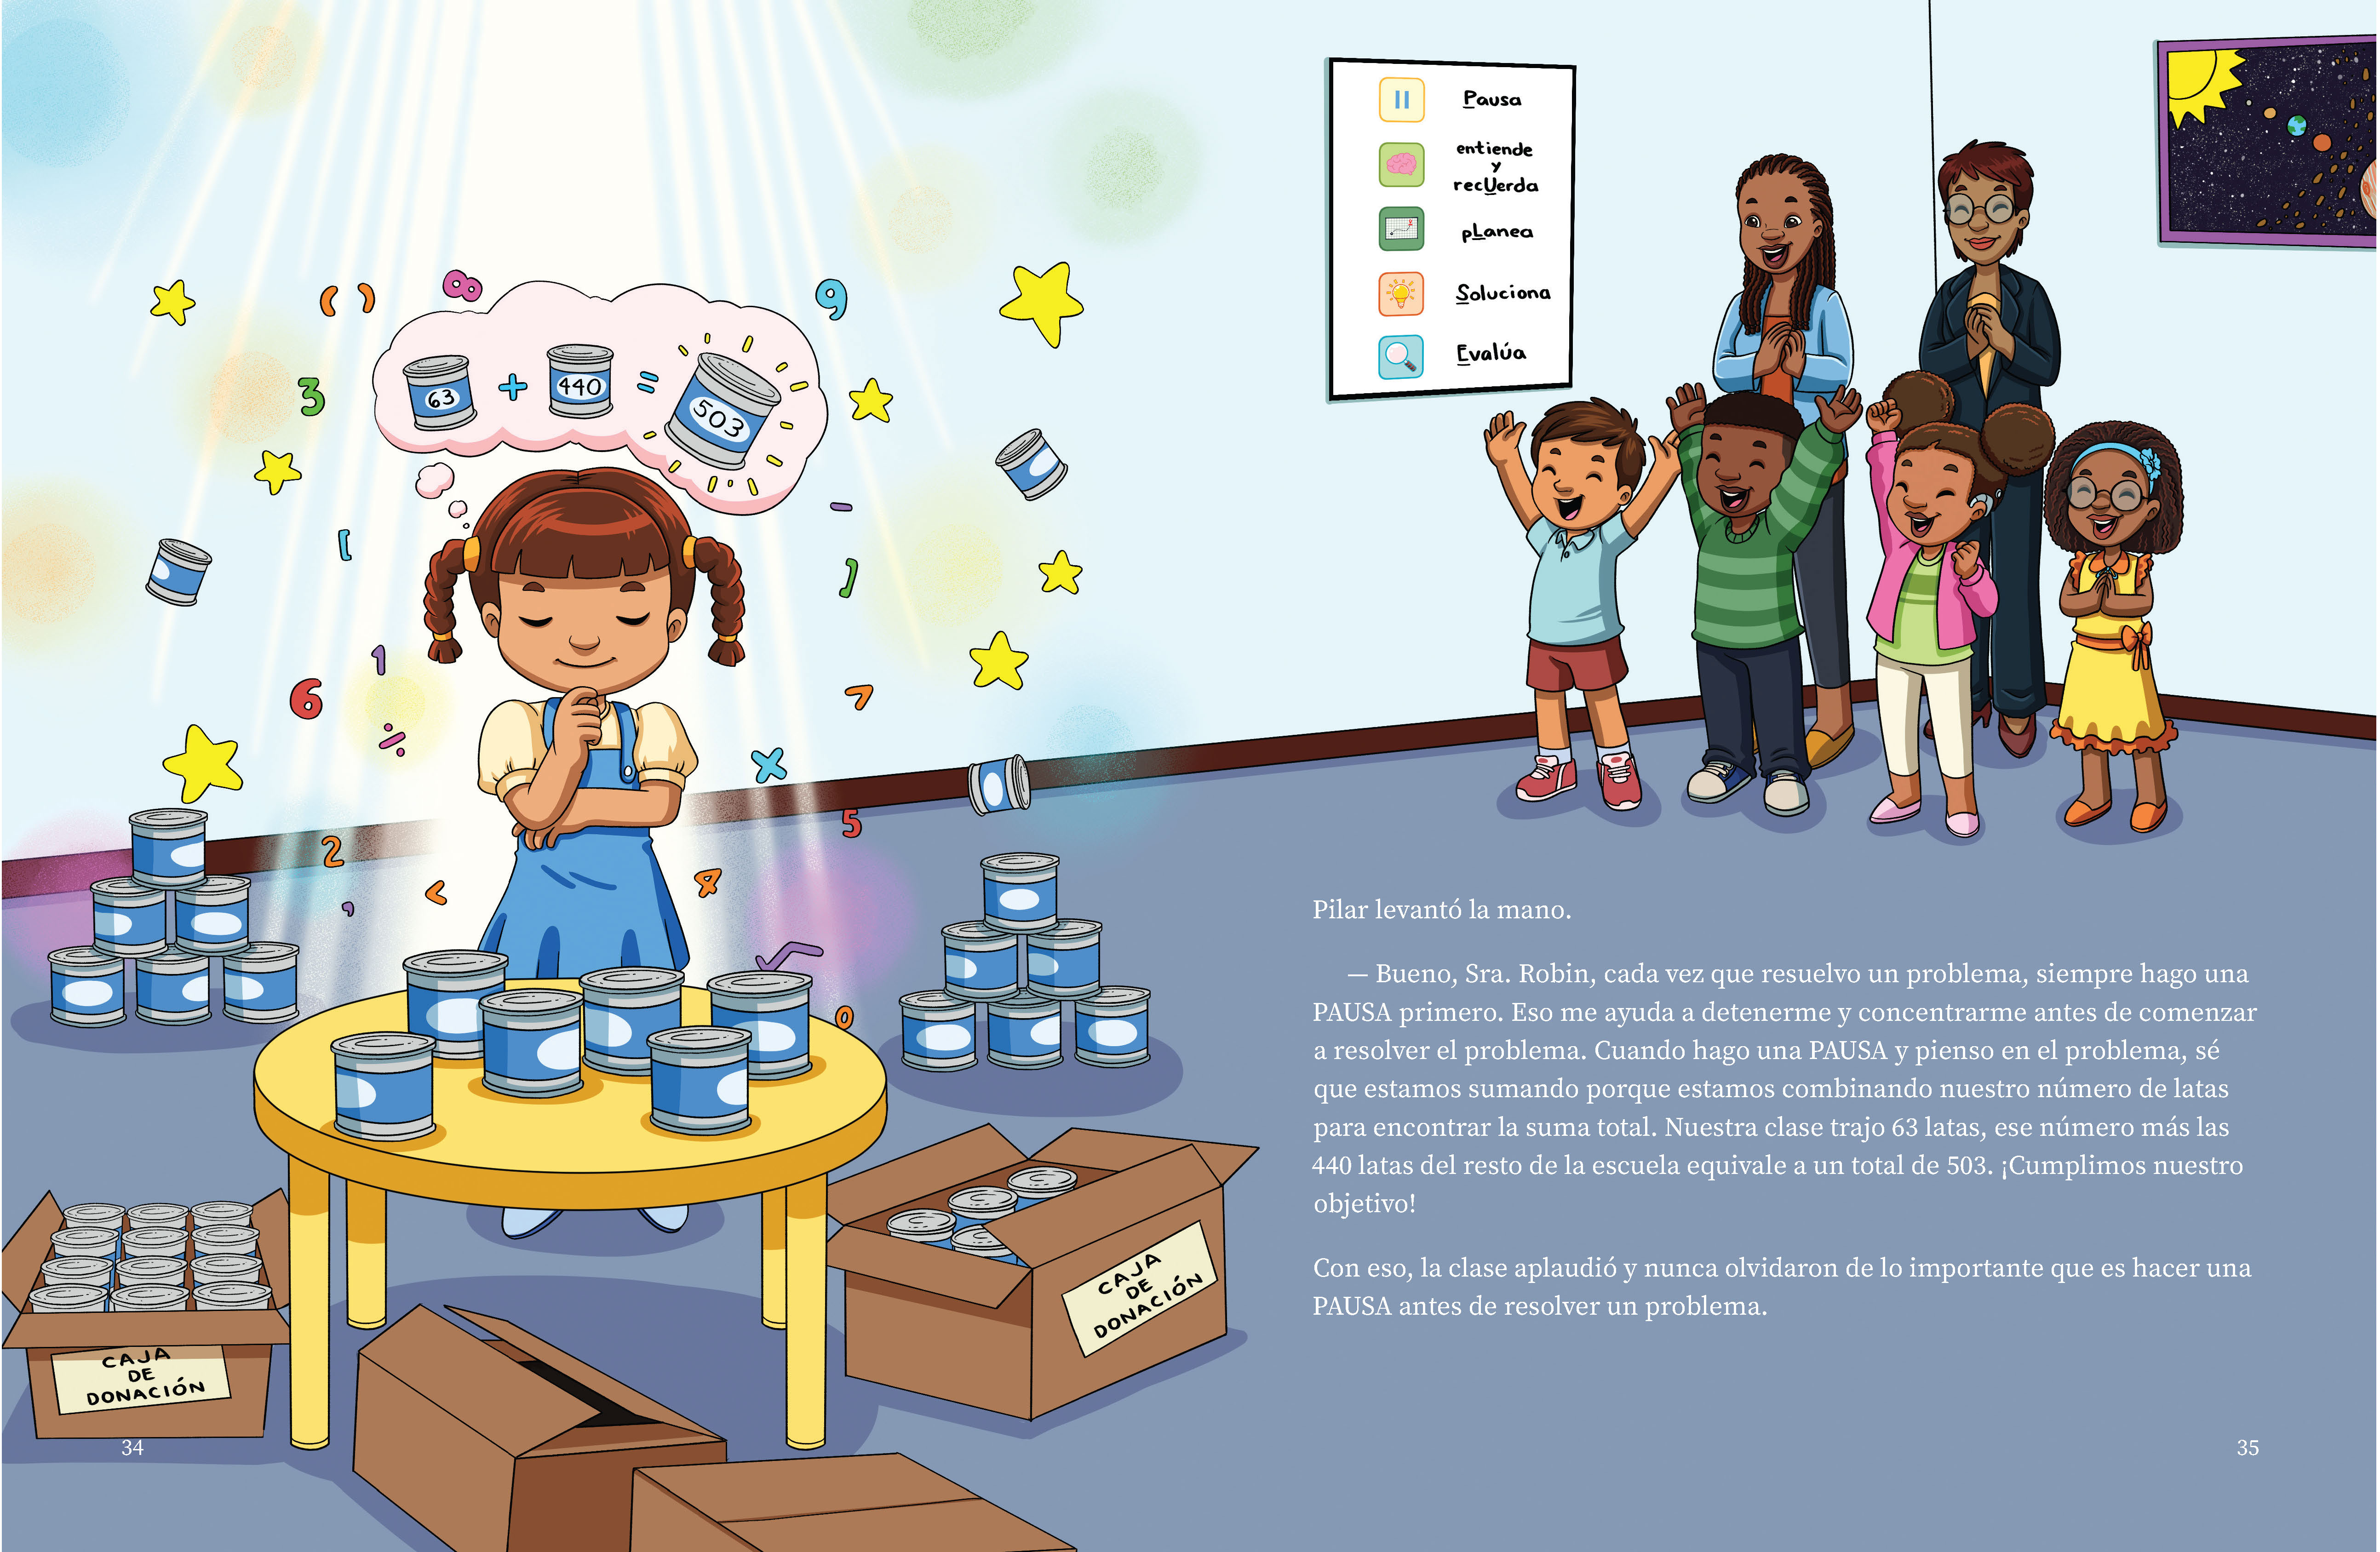 ( )
8
9
3
63 + 440 = 503
[
-
]
1
6
7
÷
x
5
2
<
4
,
0
CAJA
DE
DONACIÓN
CAJA
DE
DONACIÓN
34
Pausa
entiende
y
recUerda
pLanea
Soluciona
Evalúa
Pilar levantó la mano.
— Bueno, Sra. Robin, cada vez que resuelvo un problema, siempre hago una
PAUSA primero. Eso me ayuda a detenerme y concentrarme antes de comenzar
a resolver el problema. Cuando hago una PAUSA y pienso en el problema, sé
que estamos sumando porque estamos combinando nuestro número de latas
para encontrar la suma total. Nuestra clase trajo 63 latas, ese número más las
440 latas del resto de la escuela equivale a un total de 503. ¡Cumplimos nuestro
objetivo!
Con eso, la clase aplaudió y nunca olvidaron de lo importante que es hacer una
PAUSA antes de resolver un problema.
35